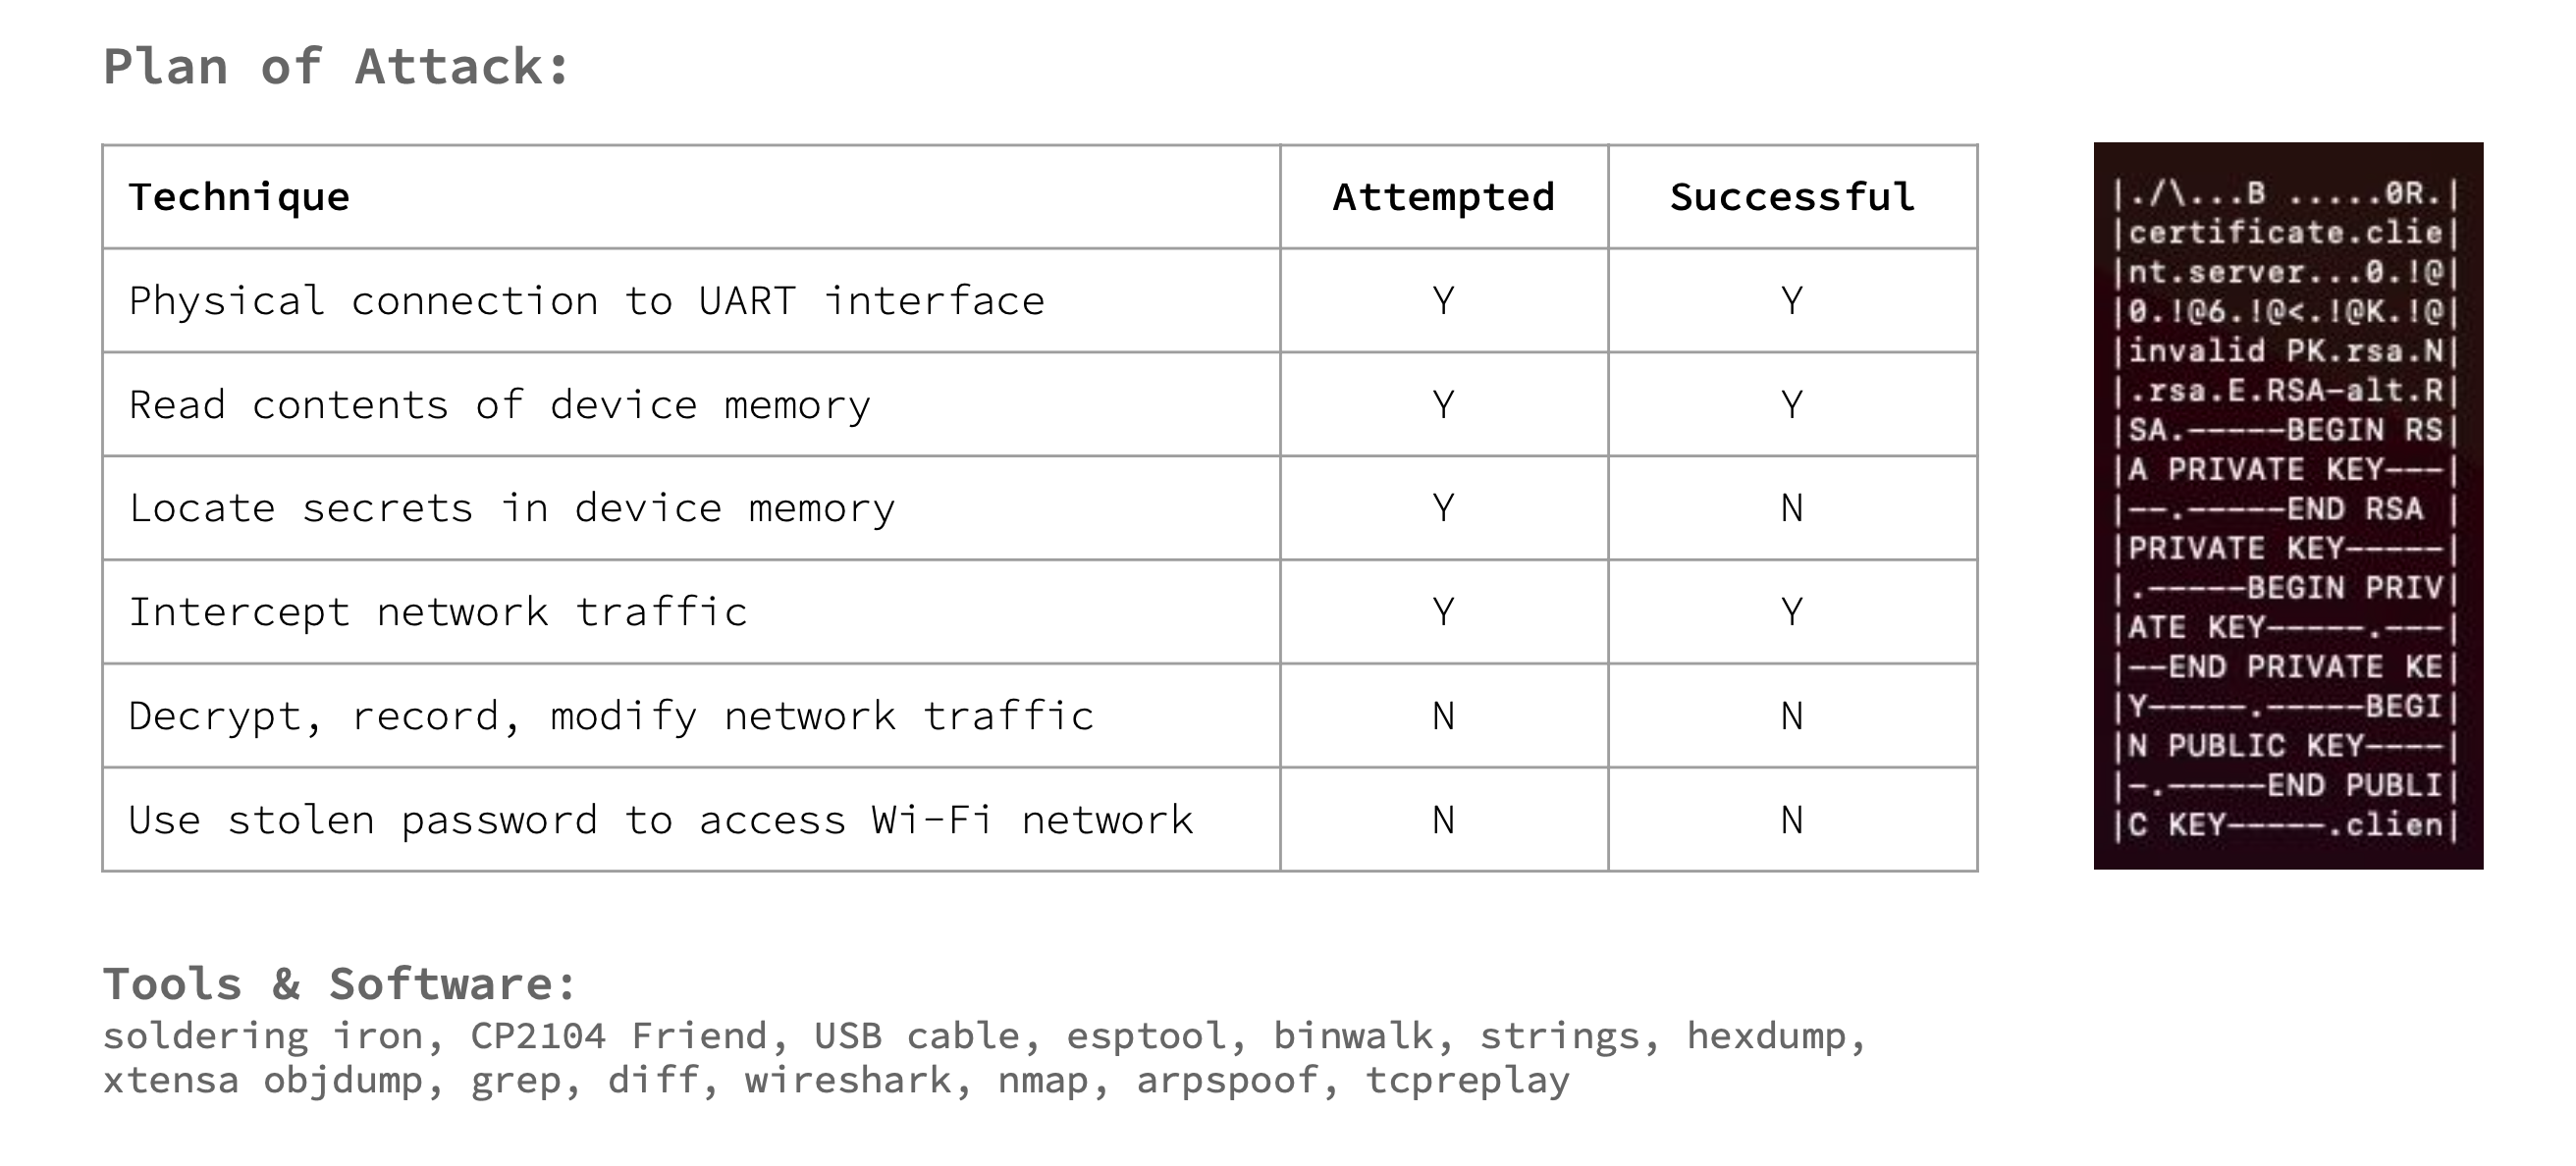 Plan of Attack:
Technique Attempted Successful
Physical connection to UART interface Y Y
Read contents of device memory Y Y
Locate secrets in device memory Y N
Intercept network traffic Y Y
Decrypt, record, modify network traffic N N
Use stolen password to access Wi-Fi network N N
|./\...B .....0R.|
|certificate.clie|
|nt.server...0.!@|
|0.!@6.!@<.!@K.!@|
|invalid PK.rsa.N|
|.rsa.E.RSA-alt.R|
|SA.-----BEGIN RS|
|A PRIVATE KEY---|
|--.-----END RSA |
|PRIVATE KEY-----|
|.-----BEGIN PRIV|
|ATE KEY-----.---|
|--END PRIVATE KE|
|Y-----.-----BEGI|
|N PUBLIC KEY----|
|-.-----END PUBLI|
|C KEY-----.clien|
Tools & Software:
soldering iron, CP2104 Friend, USB cable, esptool, binwalk, strings, hexdump,
xtensa objdump, grep, diff, wireshark, nmap, arpspoof, tcpreplay